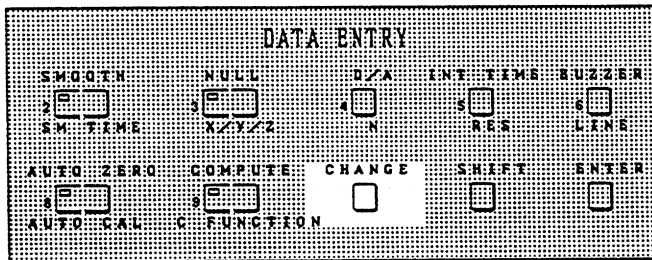 DATA ENTRY
SMOOTH NULL D/A INT TIME BUZZER
2 3 4 5 6
SM TIME X/Y/Z N RES LINE
AUTO ZERO COMPUTE CHANGE SHIFT ENTER
8 9
AUTO CAL C FUNCTION